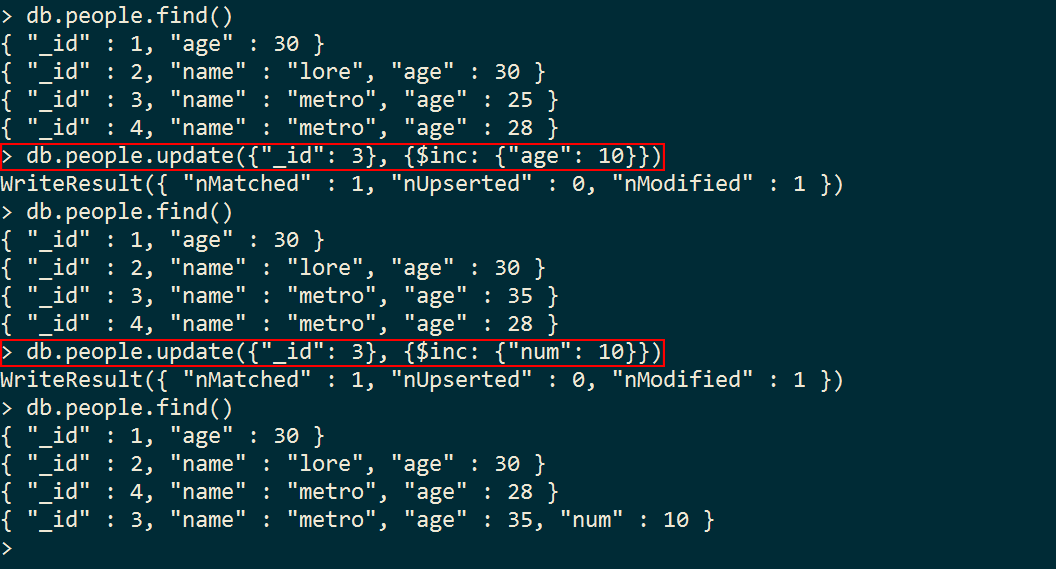 > db.people.find()
{ "_id" : 1, "age" : 30 }
{ "_id" : 2, "name" : "lore", "age" : 30 }
{ "_id" : 3, "name" : "metro", "age" : 25 }
{ "_id" : 4, "name" : "metro", "age" : 28 }
> db.people.update({"_id": 3}, {$inc: {"age": 10}})
WriteResult({ "nMatched" : 1, "nUpserted" : 0, "nModified" : 1 })
> db.people.find()
{ "_id" : 1, "age" : 30 }
{ "_id" : 2, "name" : "lore", "age" : 30 }
{ "_id" : 3, "name" : "metro", "age" : 35 }
{ "_id" : 4, "name" : "metro", "age" : 28 }
> db.people.update({"_id": 3}, {$inc: {"num": 10}})
WriteResult({ "nMatched" : 1, "nUpserted" : 0, "nModified" : 1 })
> db.people.find()
{ "_id" : 1, "age" : 30 }
{ "_id" : 2, "name" : "lore", "age" : 30 }
{ "_id" : 4, "name" : "metro", "age" : 28 }
{ "_id" : 3, "name" : "metro", "age" : 35, "num" : 10 }
>